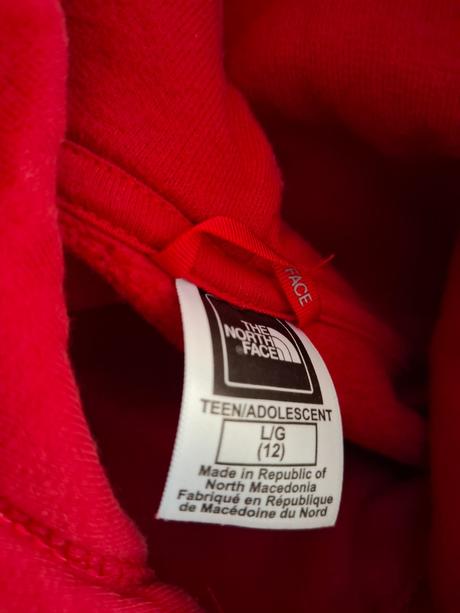 FACE
THE
NORTH
FACE
TEEN/ADOLESCENT
L/G
(12)
Made in Republic of
North Macedonia
Fabriqué en République
de Macédoine du Nord